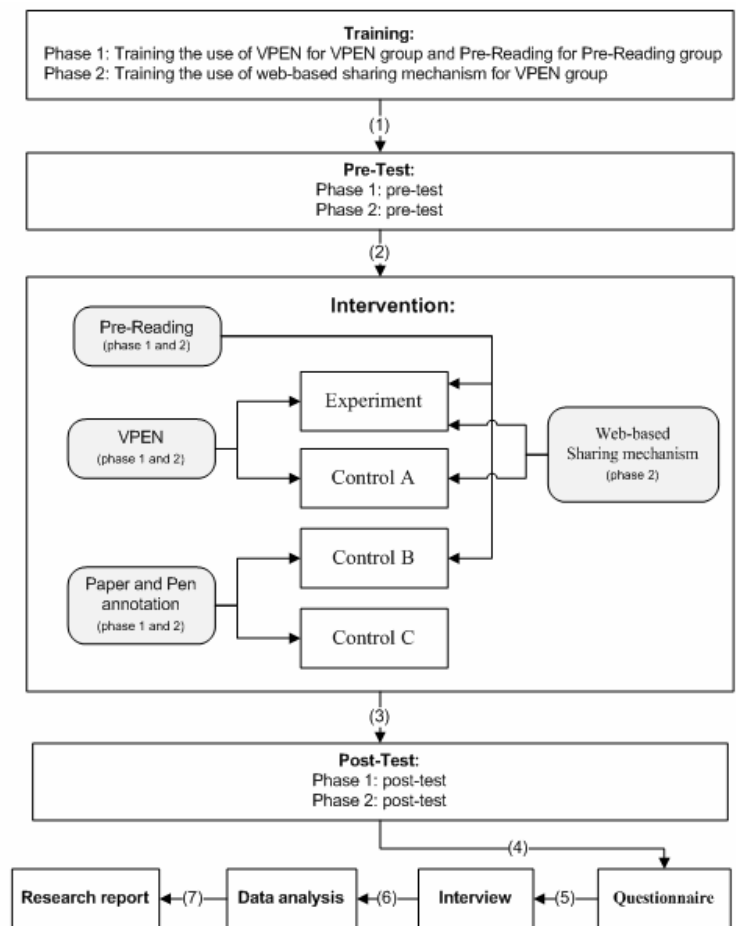 Training:
Phase 1: Training the use of VPEN for VPEN group and Pre-Reading for Pre-Reading group
Phase 2: Training the use of web-based sharing mechanism for VPEN group
(1)
Pre-Test:
Phase 1: pre-test
Phase 2: pre-test
(2)
Intervention:
Pre-Reading
(phase 1 and 2)
Experiment
VPEN
(phase 1 and 2)
Web-based
Sharing mechanism
(phase 2)
Control A
Control B
Paper and Pen
annotation
(phase 1 and 2)
Control C
(3)
Post-Test:
Phase 1: post-test
Phase 2: post-test
(4)
Research report
(7)
Data analysis
(6)
Interview
(5)
Questionnaire